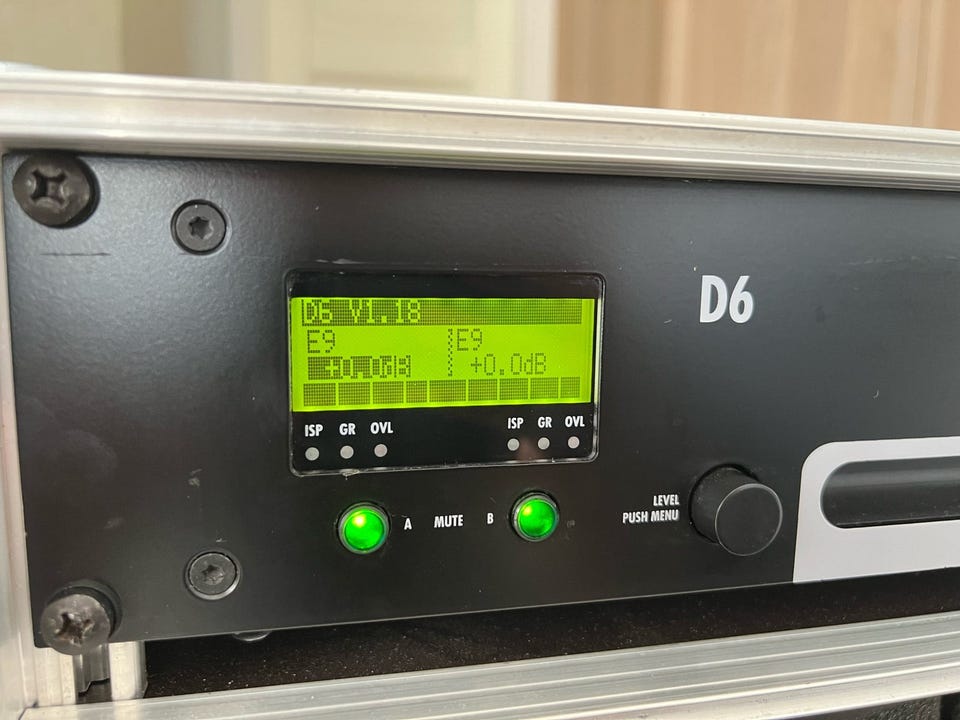 D6
D6 V1.18
E9 E9
+0.0dB +0.0dB
ISP GR OVL ISP GR OVL
A MUTE B
LEVEL
PUSH MENU